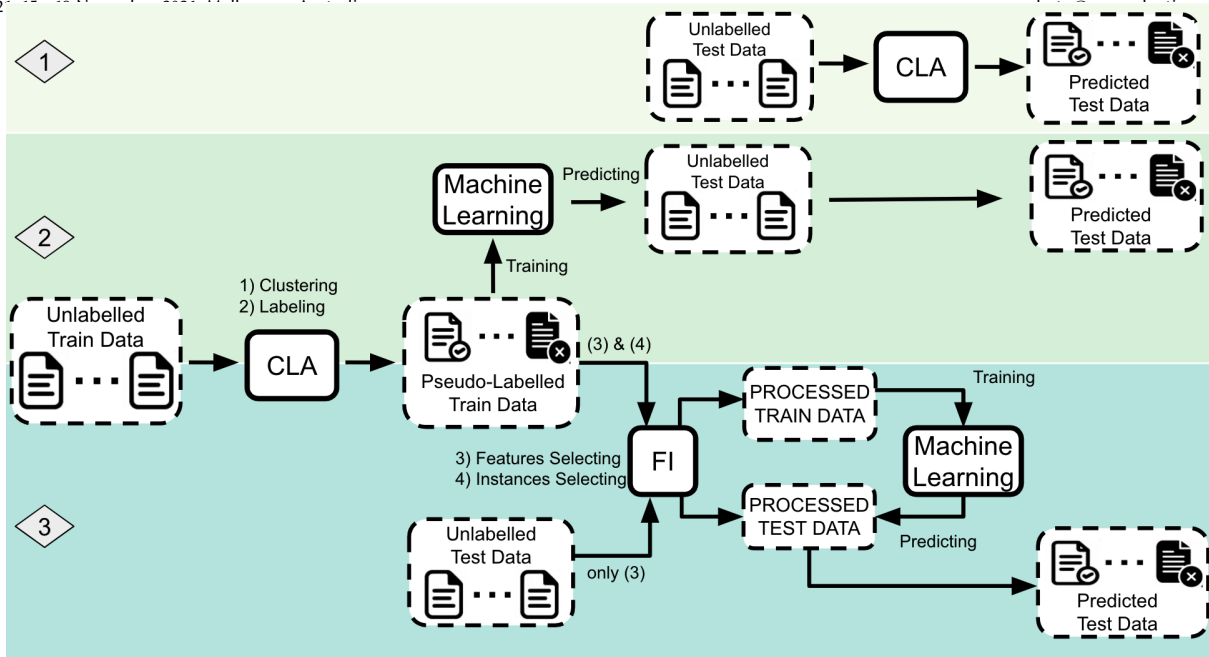 1
Unlabelled
Test Data
CLA
Predicted
Test Data
2
Machine
Learning
Predicting
Unlabelled
Test Data
Predicted
Test Data
Training
1) Clustering
2) Labeling
Unlabelled
Train Data
CLA
Pseudo-Labelled
Train Data
(3) & (4)
3
3) Features Selecting
4) Instances Selecting
FI
PROCESSED
TRAIN DATA
Training
Machine
Learning
PROCESSED
TEST DATA
Predicting
Unlabelled
Test Data
only (3)
Predicted
Test Data